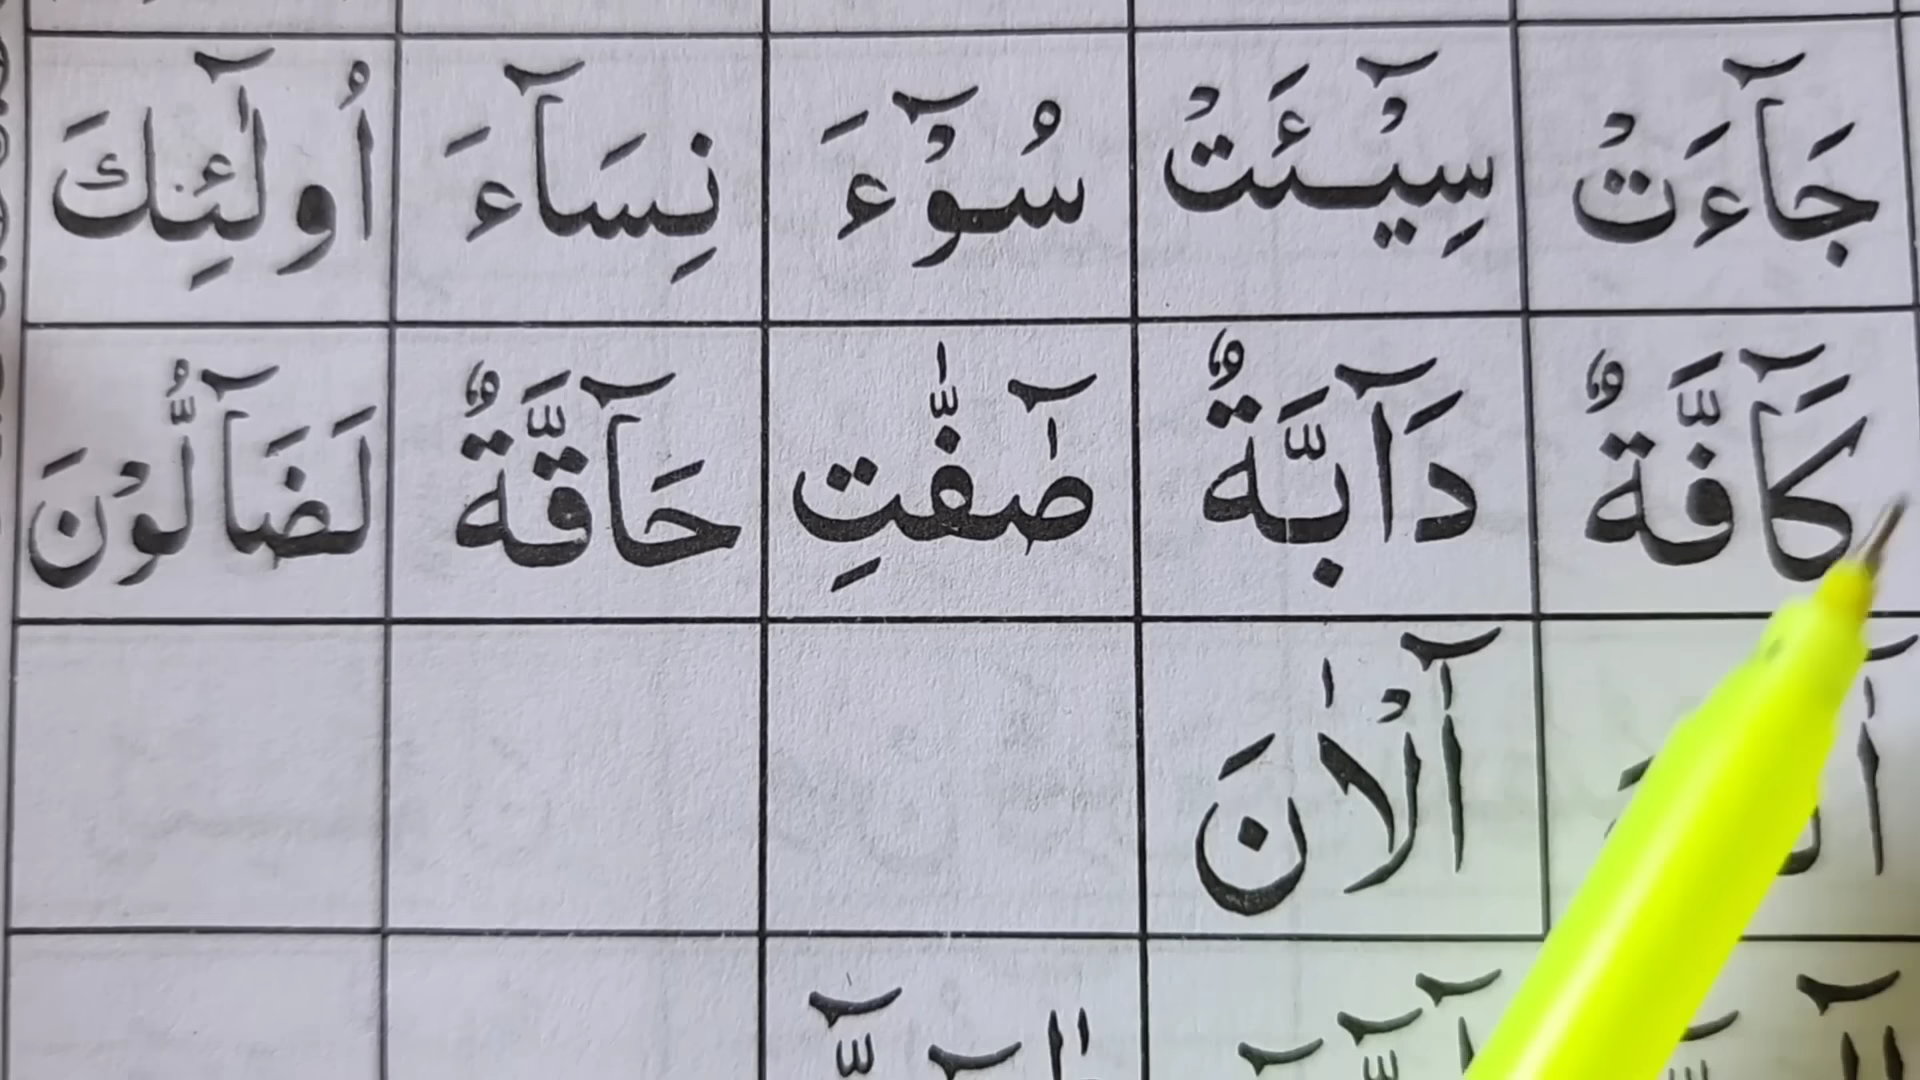 جَآءَتْ سِيْٓئَتْ سُوْٓءَ نِسَآءَ اُولٰٓئِكَ
كَآفَّةٌ دَآبَّةٌ صٰٓفّٰتِ حَآقَّةٌ لَضَآلُّوْنَ
آٰلْاٰنَ